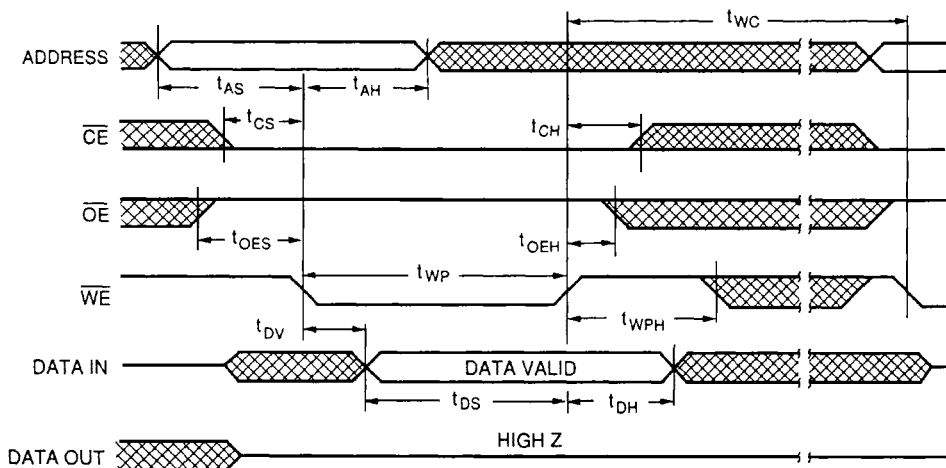 tWC
ADDRESS
tAS
tAH
tCS
tCH
CE
OE
tOES
tOEH
tWP
WE
tWPH
tDV
DATA IN
DATA VALID
tDS
tDH
HIGH Z
DATA OUT